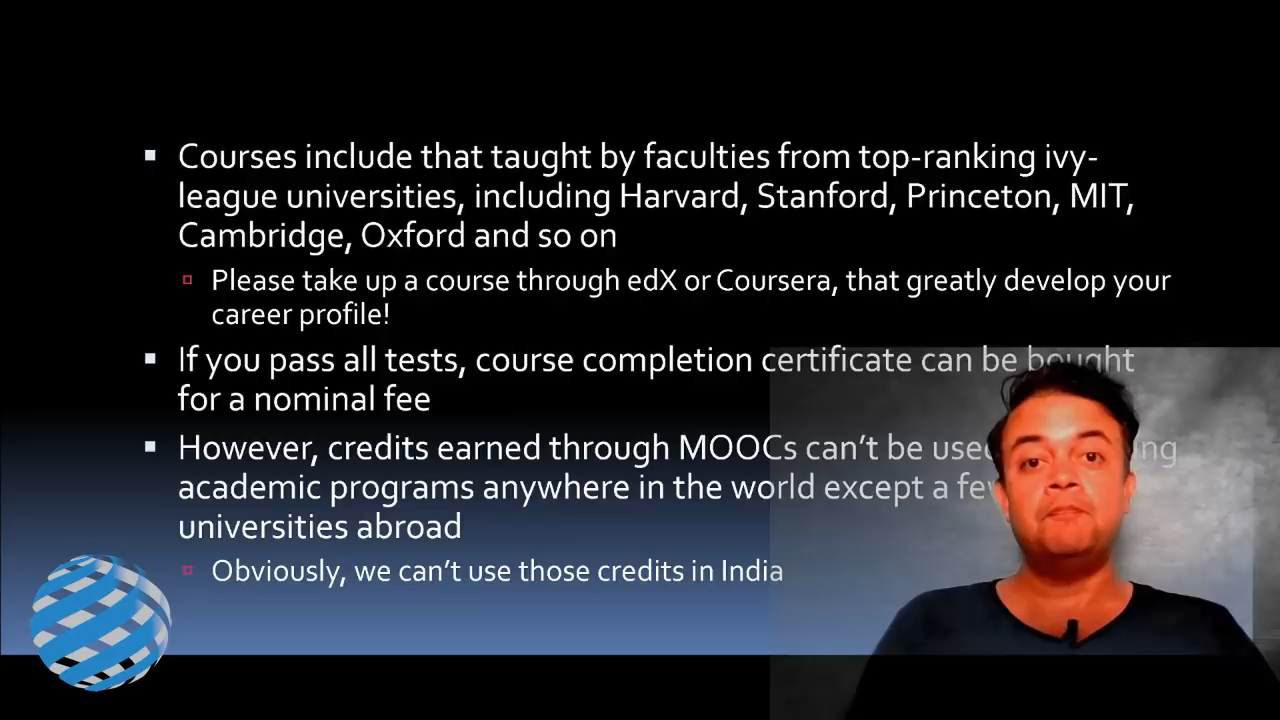 Courses include that taught by faculties from top-ranking ivy-
league universities, including Harvard, Stanford, Princeton, MIT,
Cambridge, Oxford and so on
Please take up a course through edX or Coursera, that greatly develop your
career profile!
If you pass all tests, course completion certificate can be bought
for a nominal fee
However, credits earned through MOOCs can't be used
academic programs anywhere in the world except a few
universities abroad
Obviously, we can't use those credits in India